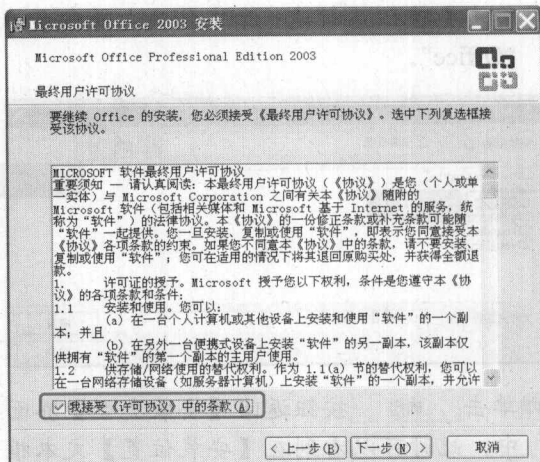 Microsoft Office 2003 安装
Microsoft Office Professional Edition 2003
最终用户许可协议
要继续 Office 的安装，您必须接受《最终用户许可协议》。选中下列复选框接
受该协议。
MICROSOFT 软件最终用户许可协议
重要须知 — 请认真阅读：本最终用户许可协议（《协议》）是您（个人或单
一实体）与 Microsoft Corporation 之间有关本《协议》随附的
Microsoft 软件（包括相关媒体和 Microsoft 基于 Internet 的服务，统
称为“软件”）的法律协议。本《协议》的一份修正条款或补充条款可能随
“软件”一起提供。您一旦安装、复制或使用“软件”，即表示您同意接受本
《协议》各项条款的约束。如果您不同意本《协议》中的条款，请不要安装、
复制或使用“软件”；您可在适用的情况下将其退回原购买处，并获得全额退
款。
1. 许可证的授予。Microsoft 授予您以下权利，条件是您遵守本《协
议》的各项条款和条件：
1.1 安装和使用。您可以：
(a) 在一台个人计算机或其他设备上安装和使用“软件”的一个副
本；并且
(b) 在另外一台便携式设备上安装“软件”的另一副本，该副本仅
供拥有“软件”的第一个副本的主用户使用。
1.2 供存储/网络使用的替代权利。作为 1.1(a) 节的替代权利，您可以
在一台网络存储设备（如服务器计算机）上安装“软件”的一个副本，并允许
我接受《许可协议》中的条款(A)
< 上一步(B)
下一步(N) >
取消